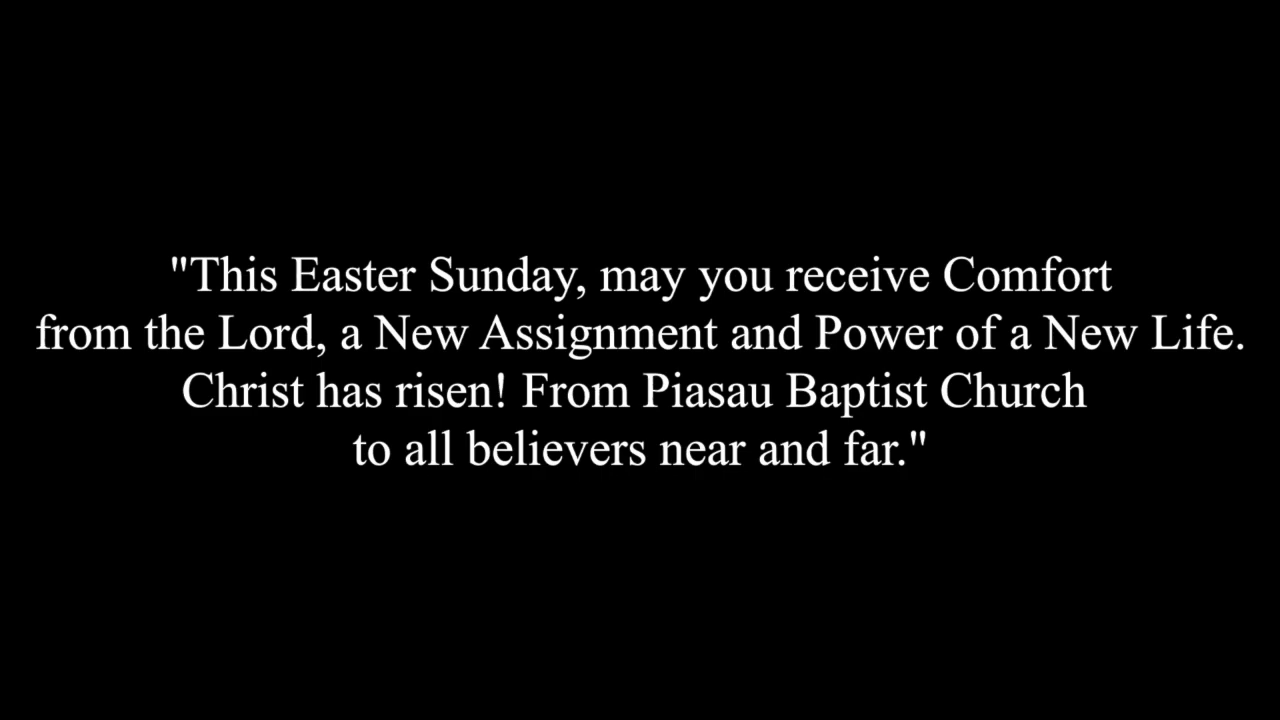 "This Easter Sunday, may you receive Comfort
from the Lord, a New Assignment and Power of a New Life.
Christ has risen! From Piasau Baptist Church
to all believers near and far."